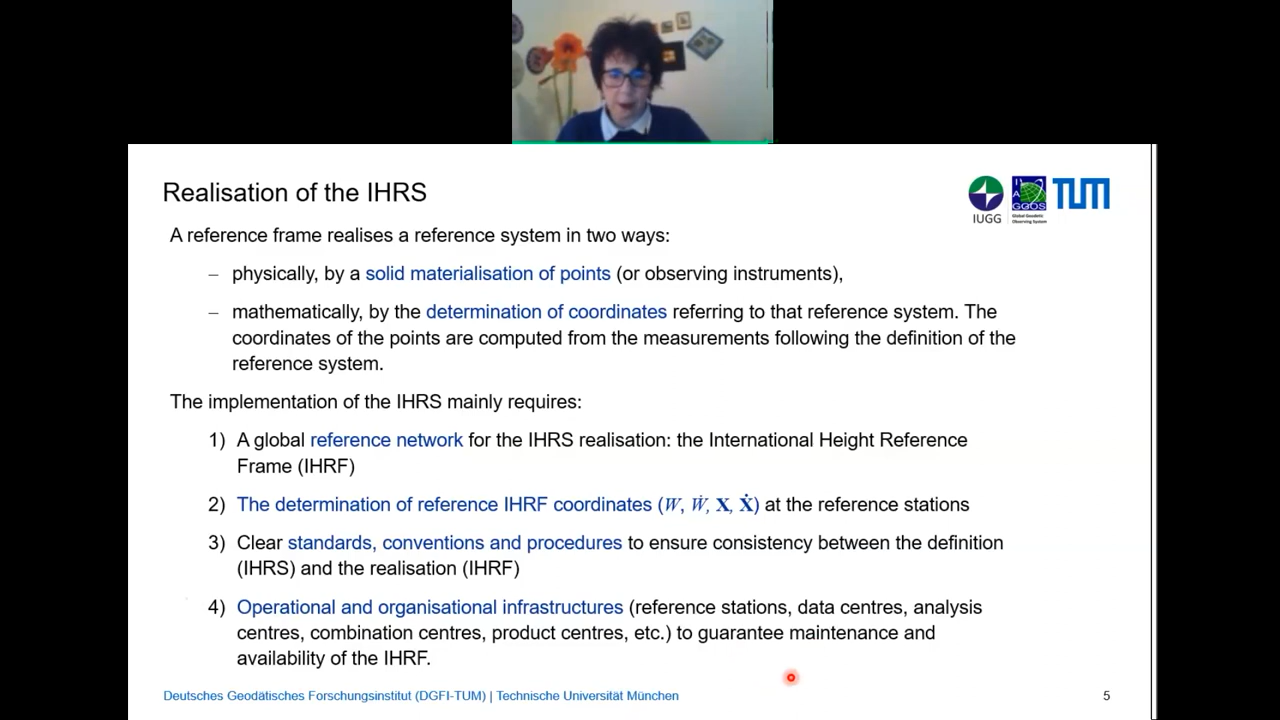 Realisation of the IHRS
IUGG
I
A
G
GGOS
Global Geodetic
Observing System
TUM
A reference frame realises a reference system in two ways:
– physically, by a solid materialisation of points (or observing instruments),
– mathematically, by the determination of coordinates referring to that reference system. The
coordinates of the points are computed from the measurements following the definition of the
reference system.
The implementation of the IHRS mainly requires:
1) A global reference network for the IHRS realisation: the International Height Reference
Frame (IHRF)
2) The determination of reference IHRF coordinates (W, Ẇ, X, Ẋ) at the reference stations
3) Clear standards, conventions and procedures to ensure consistency between the definition
(IHRS) and the realisation (IHRF)
4) Operational and organisational infrastructures (reference stations, data centres, analysis
centres, combination centres, product centres, etc.) to guarantee maintenance and
availability of the IHRF.
Deutsches Geodätisches Forschungsinstitut (DGFI-TUM) | Technische Universität München
5